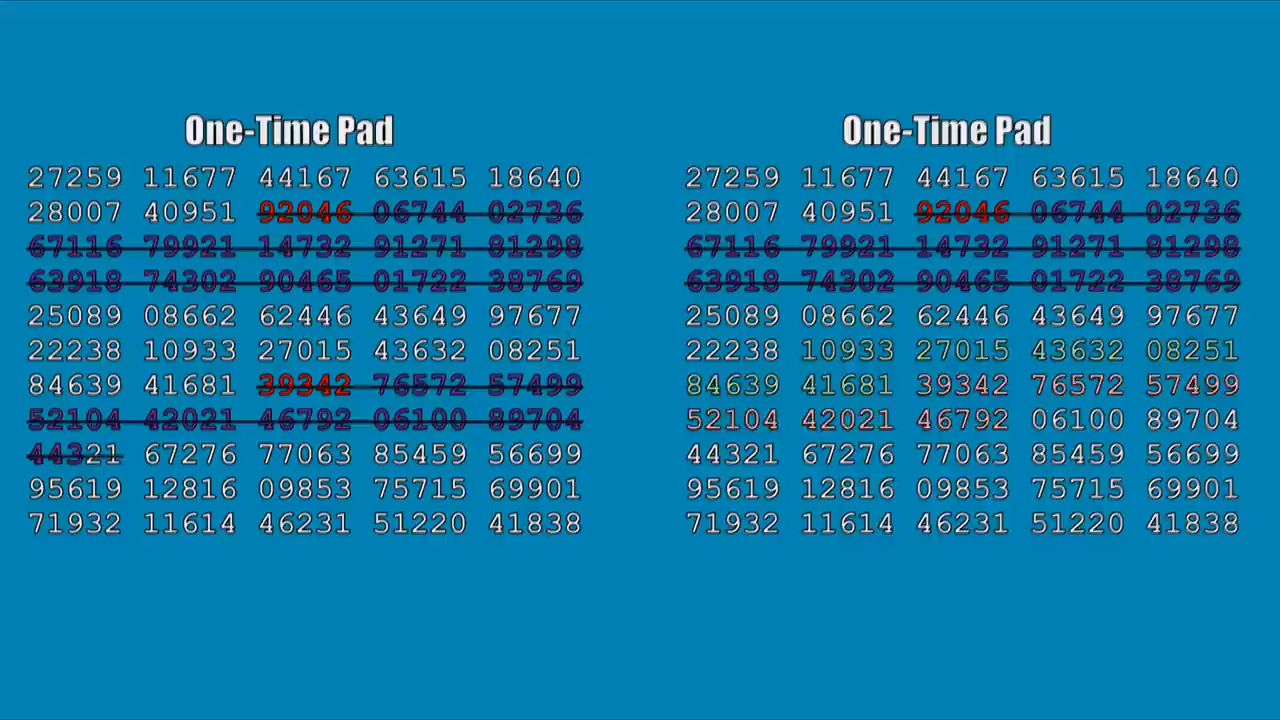 One-Time Pad
27259 11677 44167 63615 18640
28007 40951 92046 06744 02736
67116 79921 14732 91271 81298
63918 74302 90465 01722 38769
25089 08662 62446 43649 97677
22238 10933 27015 43632 08251
84639 41681 39342 76572 57499
52104 42021 46792 06100 89704
44321 67276 77063 85459 56699
95619 12816 09853 75715 69901
71932 11614 46231 51220 41838
One-Time Pad
27259 11677 44167 63615 18640
28007 40951 92046 06744 02736
67116 79921 14732 91271 81298
63918 74302 90465 01722 38769
25089 08662 62446 43649 97677
22238 10933 27015 43632 08251
84639 41681 39342 76572 57499
52104 42021 46792 06100 89704
44321 67276 77063 85459 56699
95619 12816 09853 75715 69901
71932 11614 46231 51220 41838